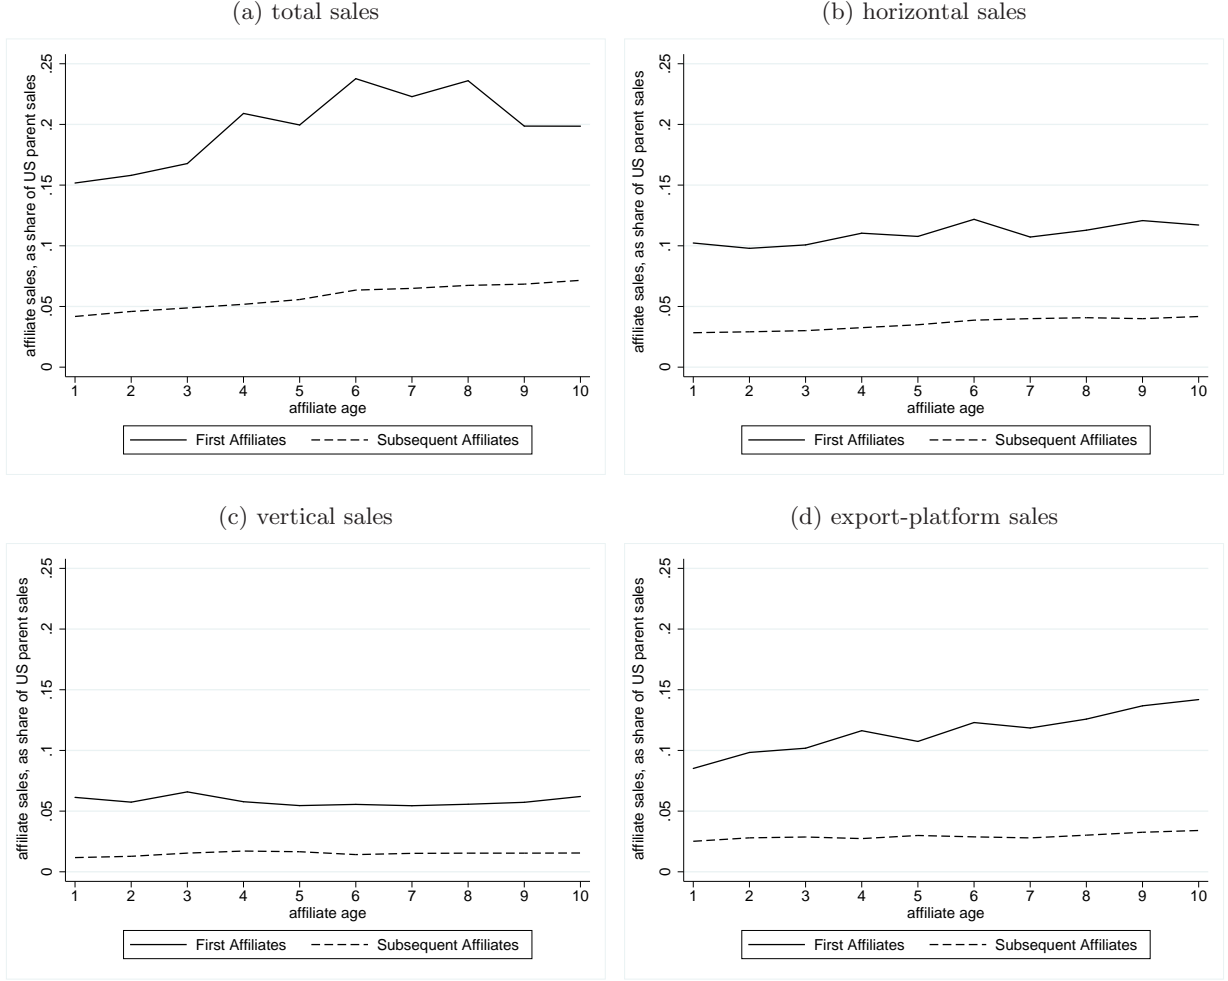 (a) total sales
affiliate sales, as share of US parent sales
.25
.2
.15
.1
.05
0
1 2 3 4 5 6 7 8 9 10
affiliate age
First Affiliates Subsequent Affiliates
(b) horizontal sales
affiliate sales, as share of US parent sales
.25
.2
.15
.1
.05
0
1 2 3 4 5 6 7 8 9 10
affiliate age
First Affiliates Subsequent Affiliates
(c) vertical sales
affiliate sales, as share of US parent sales
.25
.2
.15
.1
.05
0
1 2 3 4 5 6 7 8 9 10
affiliate age
First Affiliates Subsequent Affiliates
(d) export-platform sales
affiliate sales, as share of US parent sales
.25
.2
.15
.1
.05
0
1 2 3 4 5 6 7 8 9 10
affiliate age
First Affiliates Subsequent Affiliates